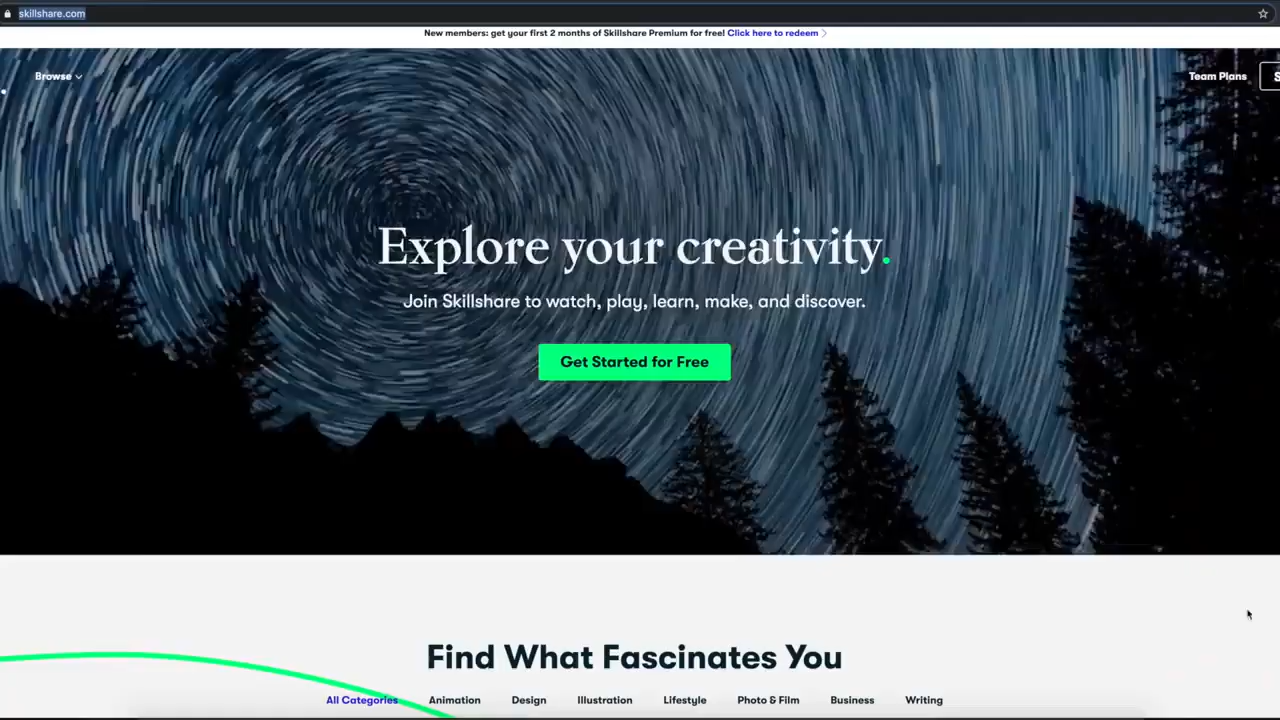 skillshare.com
New members: get your first 2 months of Skillshare Premium for free! Click here to redeem
Browse
Team Plans
Explore your creativity.
Join Skillshare to watch, play, learn, make, and discover.
Get Started for Free
Find What Fascinates You
All Categories Animation Design Illustration Lifestyle Photo & Film Business Writing